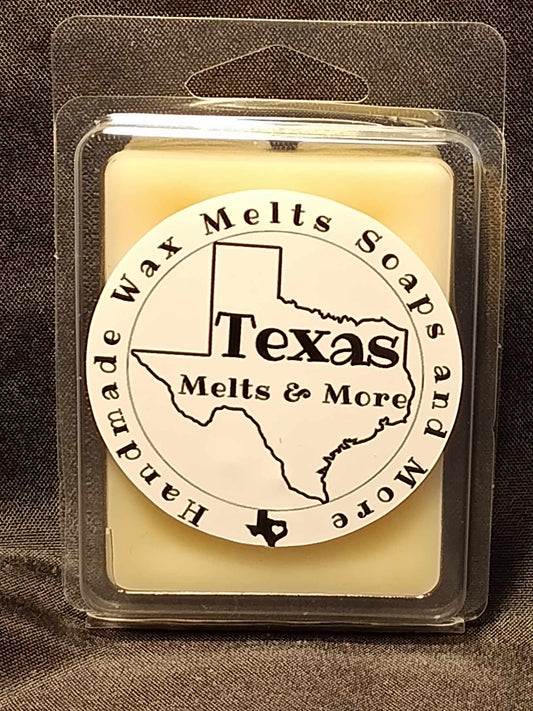 Handmade Wax Melts Soaps and More
Texas
Melts & More